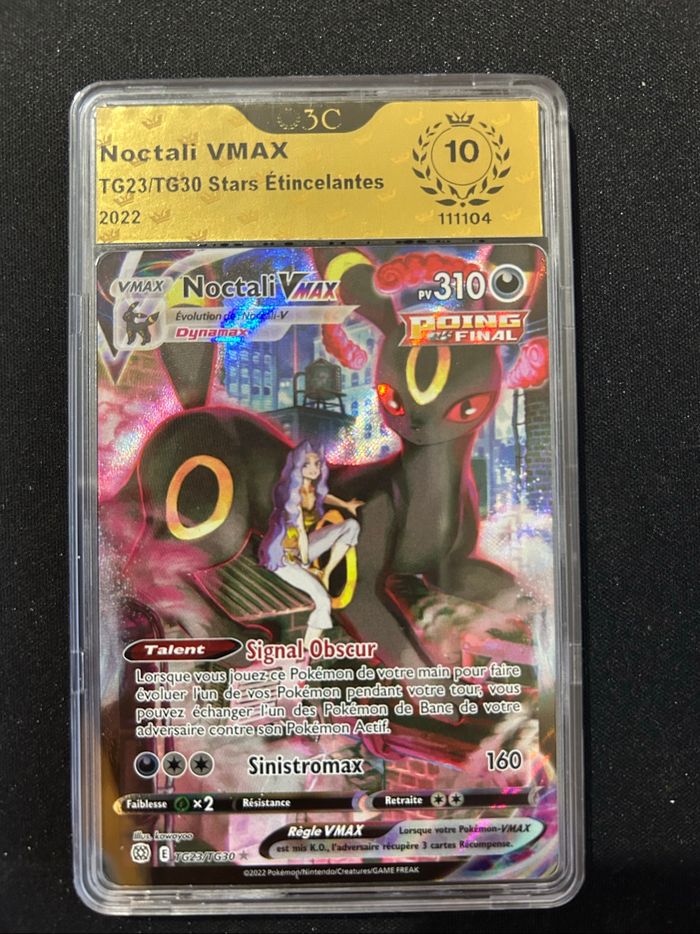 3C
Noctali VMAX
TG23/TG30 Stars Étincelantes
2022
10
111104
VMAX
Noctali VMAX
PV 310
Évolution de Noctali-V
Dynamax
POING
FINAL
Talent Signal Obscur
Lorsque vous jouez ce Pokémon de votre main pour faire
évoluer l'un de vos Pokémon pendant votre tour, vous
pouvez échanger l'un des Pokémon de Banc de votre
adversaire contre son Pokémon Actif.
Sinistromax 160
Faiblesse ×2 Résistance Retraite
Règle VMAX Lorsque votre Pokémon-VMAX
est mis K.O., l'adversaire récupère 3 cartes Récompense.
Illus. kawayoo
E TG23/TG30 ★
©2022 Pokémon/Nintendo/Creatures/GAME FREAK